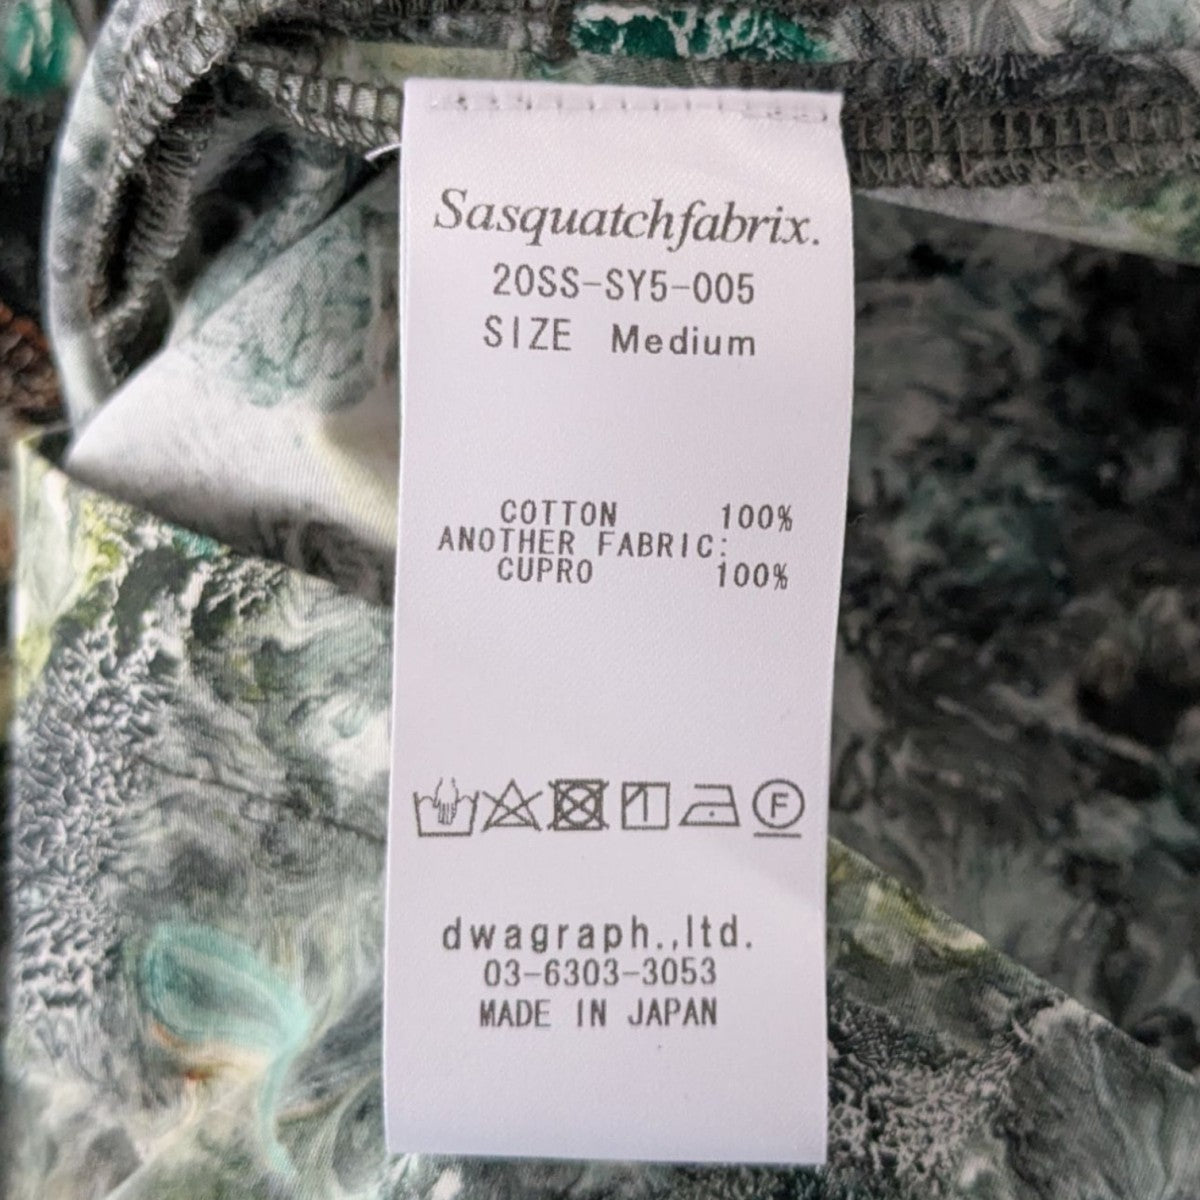 Sasquatchfabrix.
20SS-SY5-005
SIZE Medium
COTTON 100%
ANOTHER FABRIC:
CUPRO 100%
F
dwagraph.,ltd.
03-6303-3053
MADE IN JAPAN